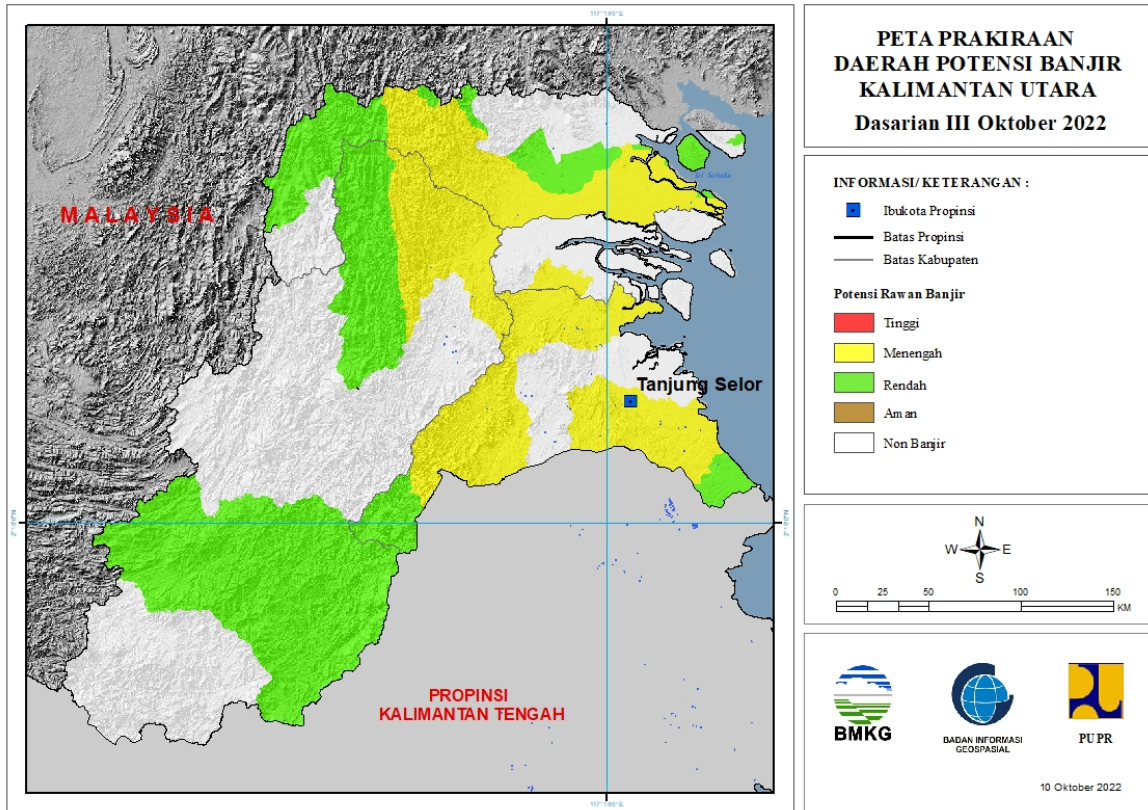 PETA PRAKIRAAN
DAERAH POTENSI BANJIR
KALIMANTAN UTARA
Dasarian III Oktober 2022
INFORMASI/ KETERANGAN :
Ibukota Propinsi
Batas Propinsi
Batas Kabupaten
Potensi Rawan Banjir
Tinggi
Menengah
Rendah
Aman
Non Banjir
MALAYSIA
Tanjung Selor
PROPINSI
KALIMANTAN TENGAH
N
W E
S
0 25 50 100 150
KM
BMKG
BADAN INFORMASI
GEOSPASIAL
PUPR
10 Oktober 2022